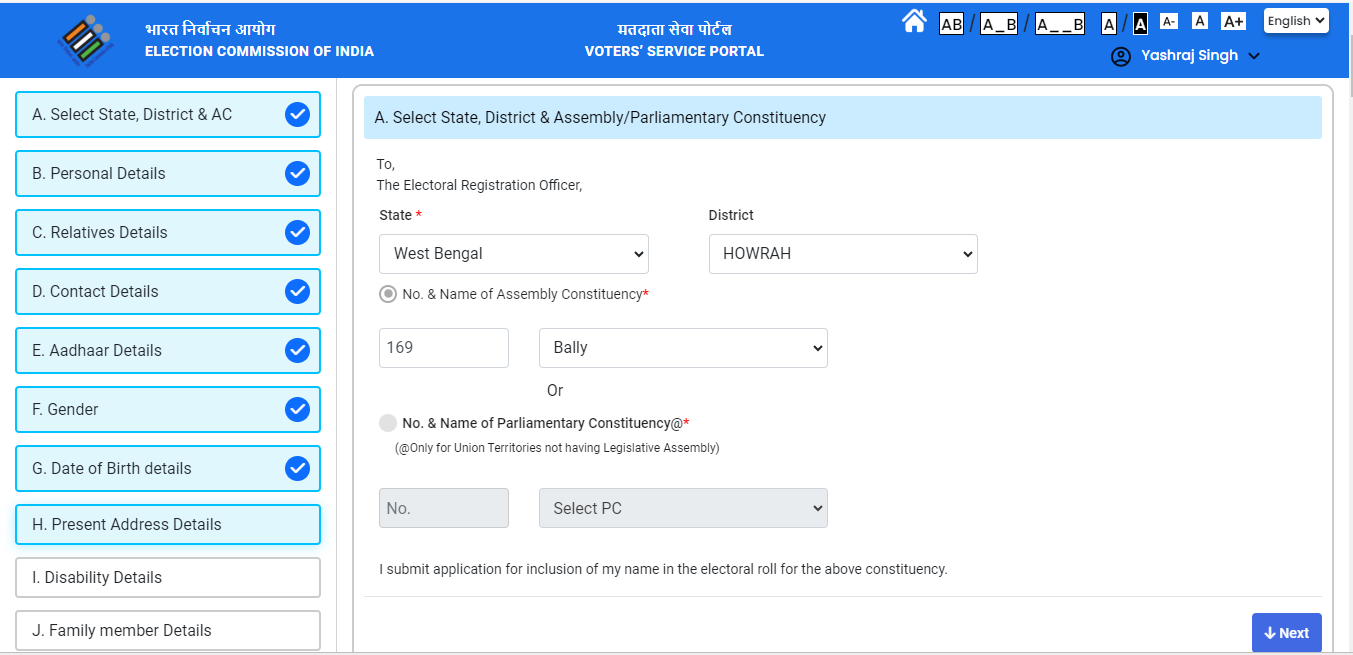 भारत निर्वाचन आयोग
ELECTION COMMISSION OF INDIA
मतदाता सेवा पोर्टल
VOTERS' SERVICE PORTAL
AB / A_B / A__B A / A A- A A+ English
Yashraj Singh
A. Select State, District & AC
B. Personal Details
C. Relatives Details
D. Contact Details
E. Aadhaar Details
F. Gender
G. Date of Birth details
H. Present Address Details
I. Disability Details
J. Family member Details
A. Select State, District & Assembly/Parliamentary Constituency
To,
The Electoral Registration Officer,
State * District
West Bengal HOWRAH
No. & Name of Assembly Constituency*
169 Bally
Or
No. & Name of Parliamentary Constituency@*
(@Only for Union Territories not having Legislative Assembly)
No. Select PC
I submit application for inclusion of my name in the electoral roll for the above constituency.
Next